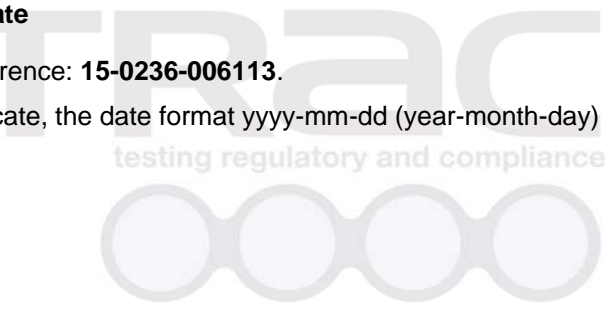 ate
rence: 15-0236-006113.
cate, the date format yyyy-mm-dd (year-month-day)
TRaC
testing regulatory and compliance